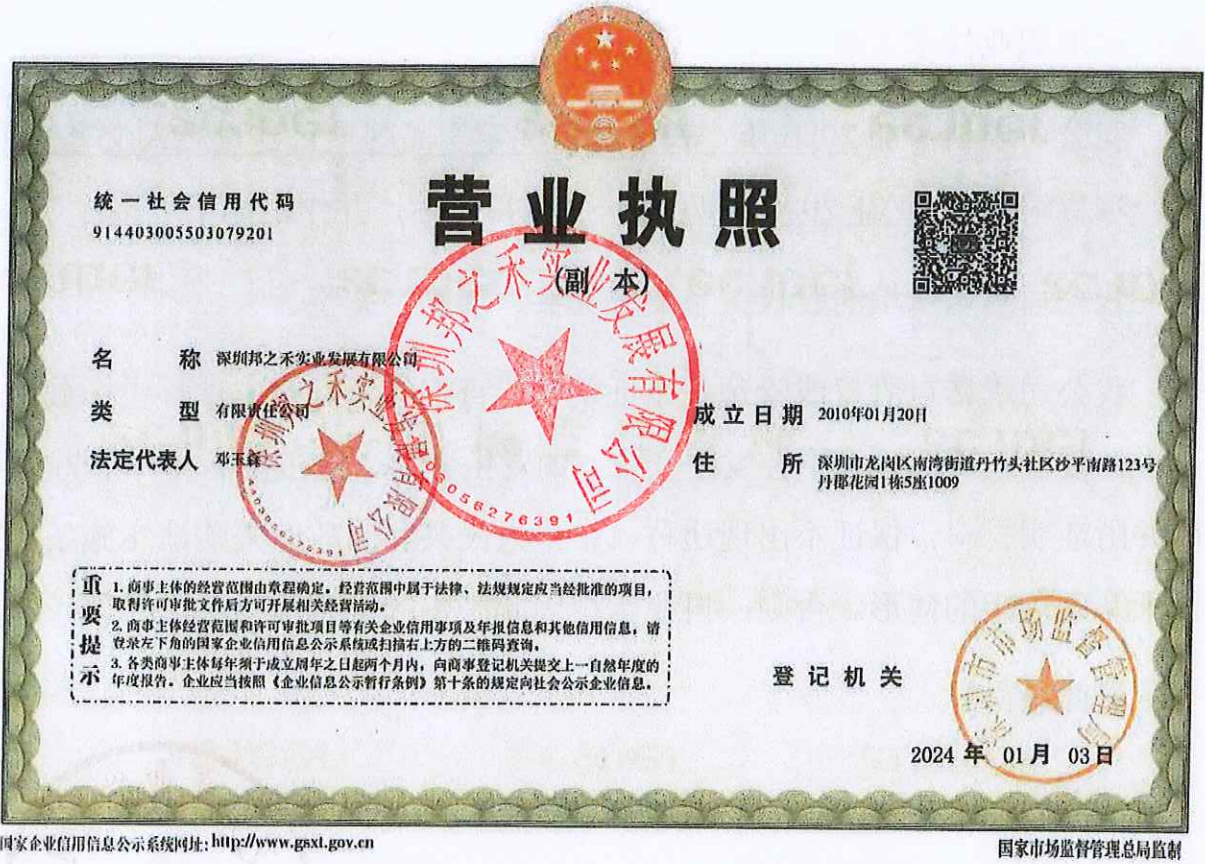 营业执照
(副 本)
统一社会信用代码
914403005503079201
名 称 深圳邦之禾实业发展有限公司
类 型 有限责任公司
法定代表人 邓玉
成立日期 2010年01月20日
住 所 深圳市龙岗区南湾街道丹竹头社区沙平南路123号
丹郡花园1栋5座1009
深圳邦之禾实业发展有限公司
深圳邦之禾实业发展有限公司
重要提示
1. 商事主体的经营范围由章程确定。经营范围中属于法律、法规规定应当经批准的项目，
取得许可审批文件后方可开展相关经营活动。
2. 商事主体经营范围和许可审批项目等有关企业信用事项及年报信息和其他信用信息，请
登录左下角的国家企业信用信息公示系统或扫描右上方的二维码查询。
3. 各类商事主体每年须于成立周年之日起两个月内，向商事登记机关提交上一自然年度的
年度报告。企业应当按照《企业信息公示暂行条例》第十条的规定向社会公示企业信息。
登记机关
深圳市市场监督管理局
2024 年 01 月 03 日
国家企业信用信息公示系统网址: http://www.gsxt.gov.cn
国家市场监督管理总局监制